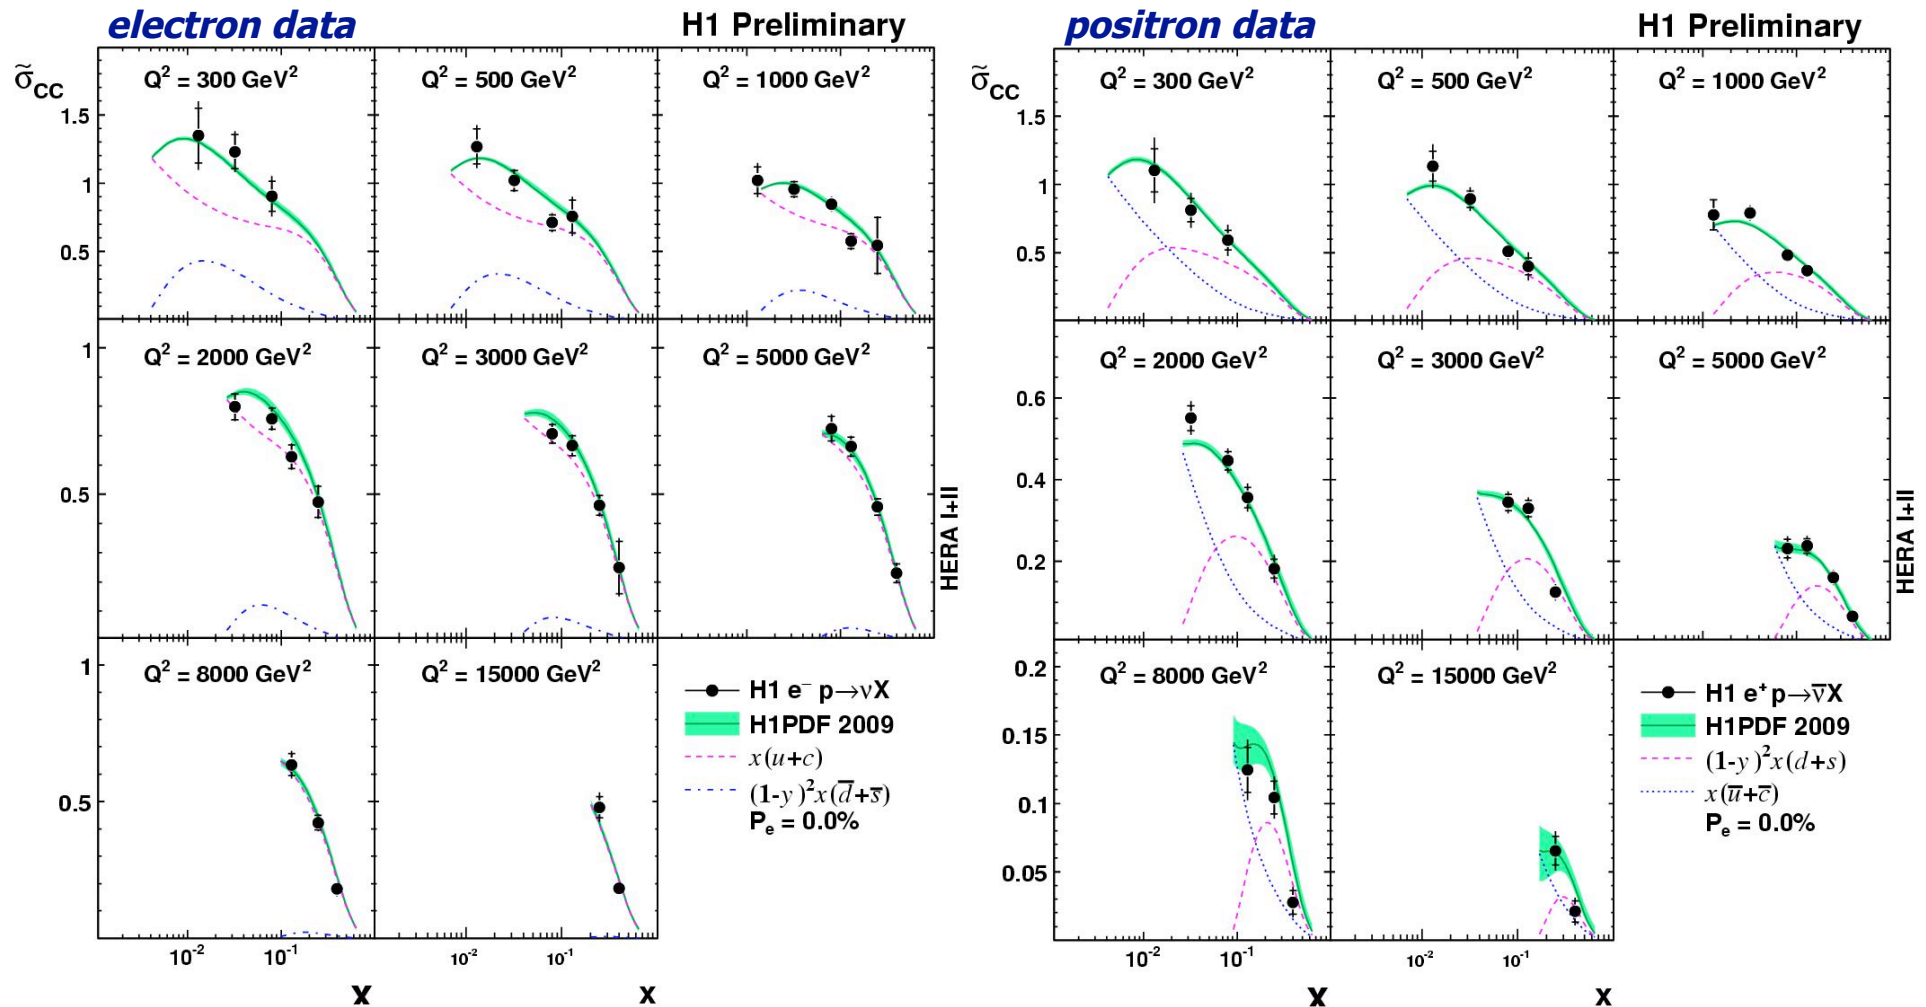 electron data
H1 Preliminary
σ̃CC
Q² = 300 GeV²
Q² = 500 GeV²
Q² = 1000 GeV²
1.5
1
0.5
Q² = 2000 GeV²
Q² = 3000 GeV²
Q² = 5000 GeV²
1
0.5
HERA I+II
Q² = 8000 GeV²
Q² = 15000 GeV²
1
0.5
H1 e⁻ p→νX
H1PDF 2009
x(u+c)
(1-y)²x(d̅+s̅)
Pe = 0.0%
10⁻² 10⁻¹ 10⁻² 10⁻¹
x x
positron data
H1 Preliminary
σ̃CC
Q² = 300 GeV²
Q² = 500 GeV²
Q² = 1000 GeV²
1.5
1
0.5
Q² = 2000 GeV²
Q² = 3000 GeV²
Q² = 5000 GeV²
0.6
0.4
0.2
HERA I+II
Q² = 8000 GeV²
Q² = 15000 GeV²
0.2
0.15
0.1
0.05
H1 e⁺ p→ν̅X
H1PDF 2009
(1-y)²x(d+s)
x(u̅+c̅)
Pe = 0.0%
10⁻² 10⁻¹ 10⁻² 10⁻¹
x x